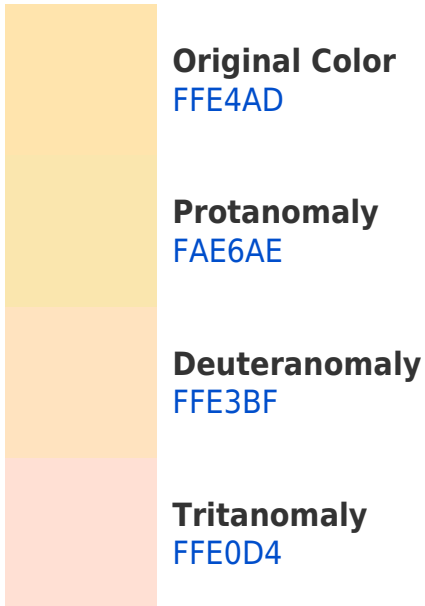 Original Color
FFE4AD
Protanomaly
FAE6AE
Deuteranomaly
FFE3BF
Tritanomaly
FFE0D4